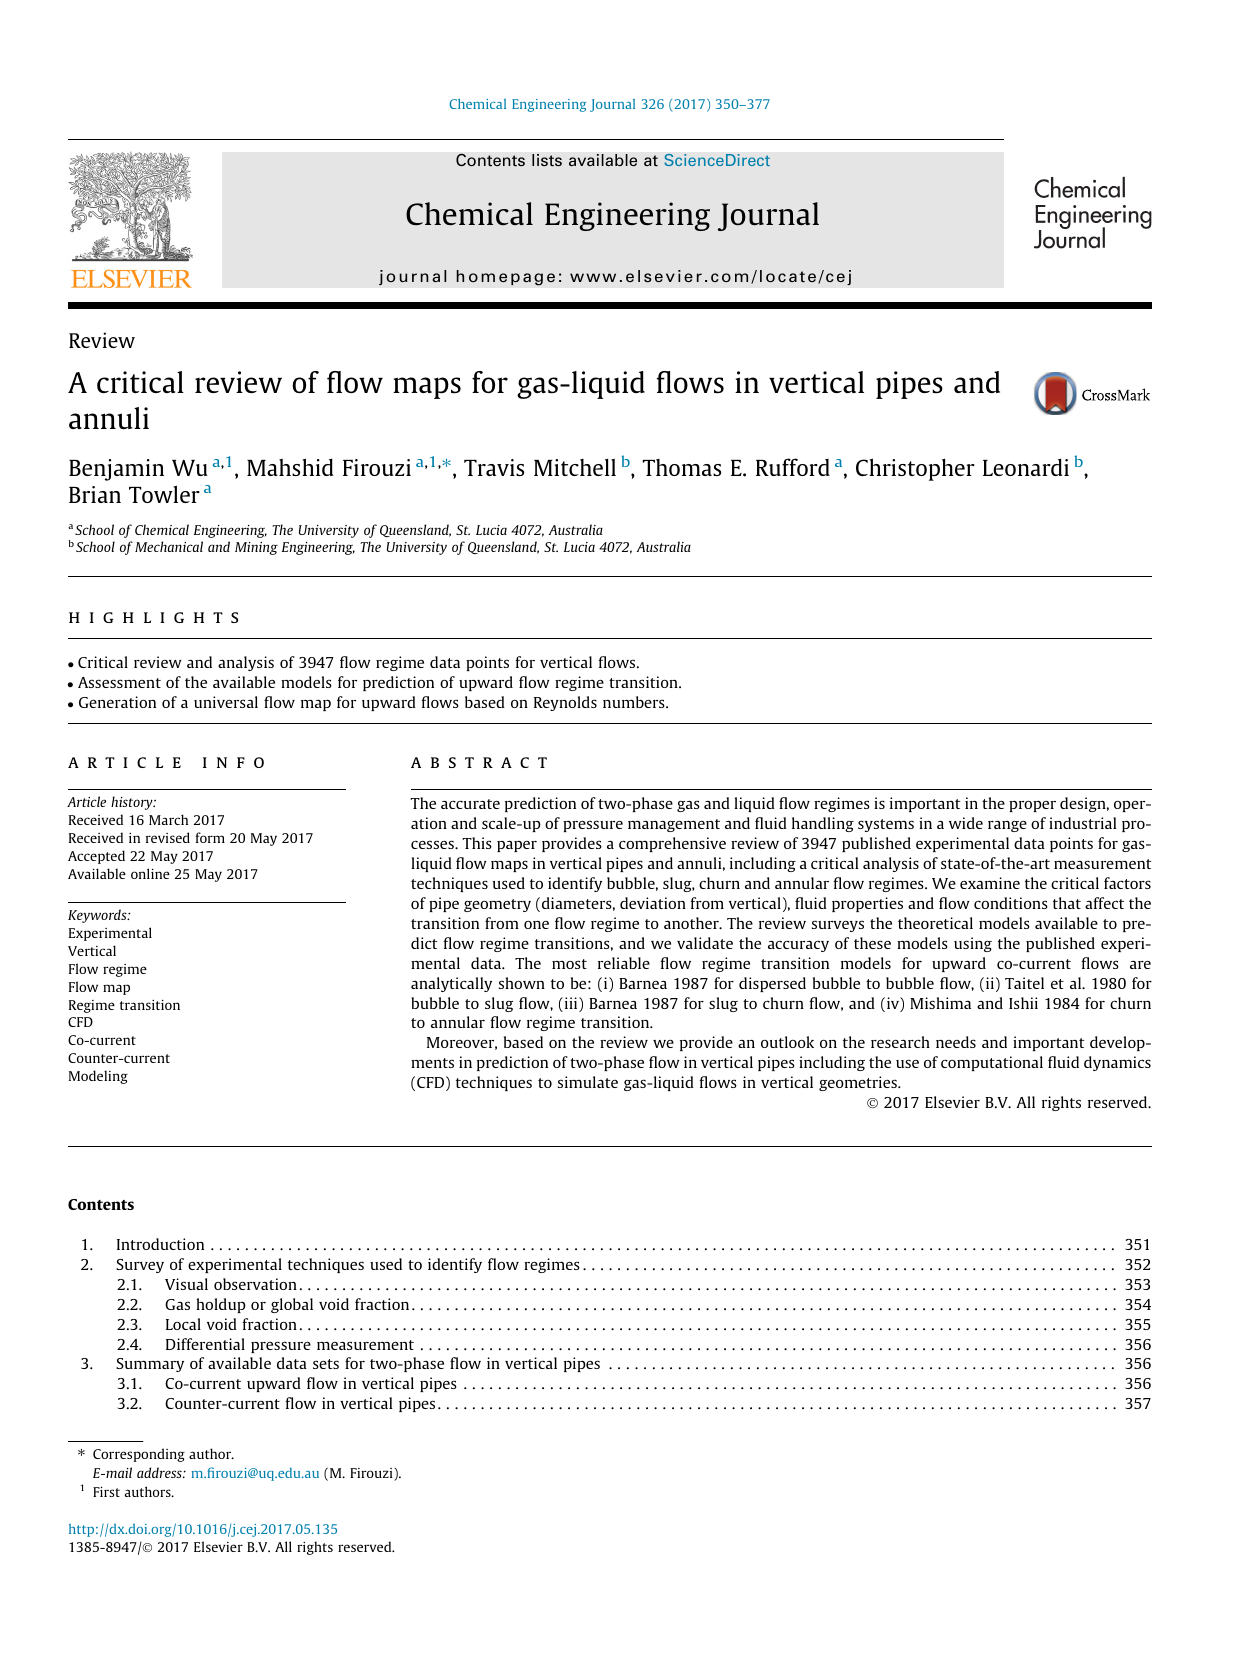 Chemical Engineering Journal 326 (2017) 350–377
Contents lists available at ScienceDirect
Chemical Engineering Journal
journal homepage: www.elsevier.com/locate/cej
ELSEVIER
Chemical
Engineering
Journal
Review
A critical review of flow maps for gas-liquid flows in vertical pipes and
annuli
CrossMark
Benjamin Wu a,1, Mahshid Firouzi a,1,*, Travis Mitchell b, Thomas E. Rufford a, Christopher Leonardi b,
Brian Towler a
a School of Chemical Engineering, The University of Queensland, St. Lucia 4072, Australia
b School of Mechanical and Mining Engineering, The University of Queensland, St. Lucia 4072, Australia
HIGHLIGHTS
• Critical review and analysis of 3947 flow regime data points for vertical flows.
• Assessment of the available models for prediction of upward flow regime transition.
• Generation of a universal flow map for upward flows based on Reynolds numbers.
ARTICLE INFO
Article history:
Received 16 March 2017
Received in revised form 20 May 2017
Accepted 22 May 2017
Available online 25 May 2017
Keywords:
Experimental
Vertical
Flow regime
Flow map
Regime transition
CFD
Co-current
Counter-current
Modeling
ABSTRACT
The accurate prediction of two-phase gas and liquid flow regimes is important in the proper design, oper-
ation and scale-up of pressure management and fluid handling systems in a wide range of industrial pro-
cesses. This paper provides a comprehensive review of 3947 published experimental data points for gas-
liquid flow maps in vertical pipes and annuli, including a critical analysis of state-of-the-art measurement
techniques used to identify bubble, slug, churn and annular flow regimes. We examine the critical factors
of pipe geometry (diameters, deviation from vertical), fluid properties and flow conditions that affect the
transition from one flow regime to another. The review surveys the theoretical models available to pre-
dict flow regime transitions, and we validate the accuracy of these models using the published experi-
mental data. The most reliable flow regime transition models for upward co-current flows are
analytically shown to be: (i) Barnea 1987 for dispersed bubble to bubble flow, (ii) Taitel et al. 1980 for
bubble to slug flow, (iii) Barnea 1987 for slug to churn flow, and (iv) Mishima and Ishii 1984 for churn
to annular flow regime transition.
Moreover, based on the review we provide an outlook on the research needs and important develop-
ments in prediction of two-phase flow in vertical pipes including the use of computational fluid dynamics
(CFD) techniques to simulate gas-liquid flows in vertical geometries.
© 2017 Elsevier B.V. All rights reserved.
Contents
1. Introduction 351
2. Survey of experimental techniques used to identify flow regimes 352
2.1. Visual observation 353
2.2. Gas holdup or global void fraction 354
2.3. Local void fraction 355
2.4. Differential pressure measurement 356
3. Summary of available data sets for two-phase flow in vertical pipes 356
3.1. Co-current upward flow in vertical pipes 356
3.2. Counter-current flow in vertical pipes 357
* Corresponding author.
E-mail address: m.firouzi@uq.edu.au (M. Firouzi).
1 First authors.
http://dx.doi.org/10.1016/j.cej.2017.05.135
1385-8947/© 2017 Elsevier B.V. All rights reserved.